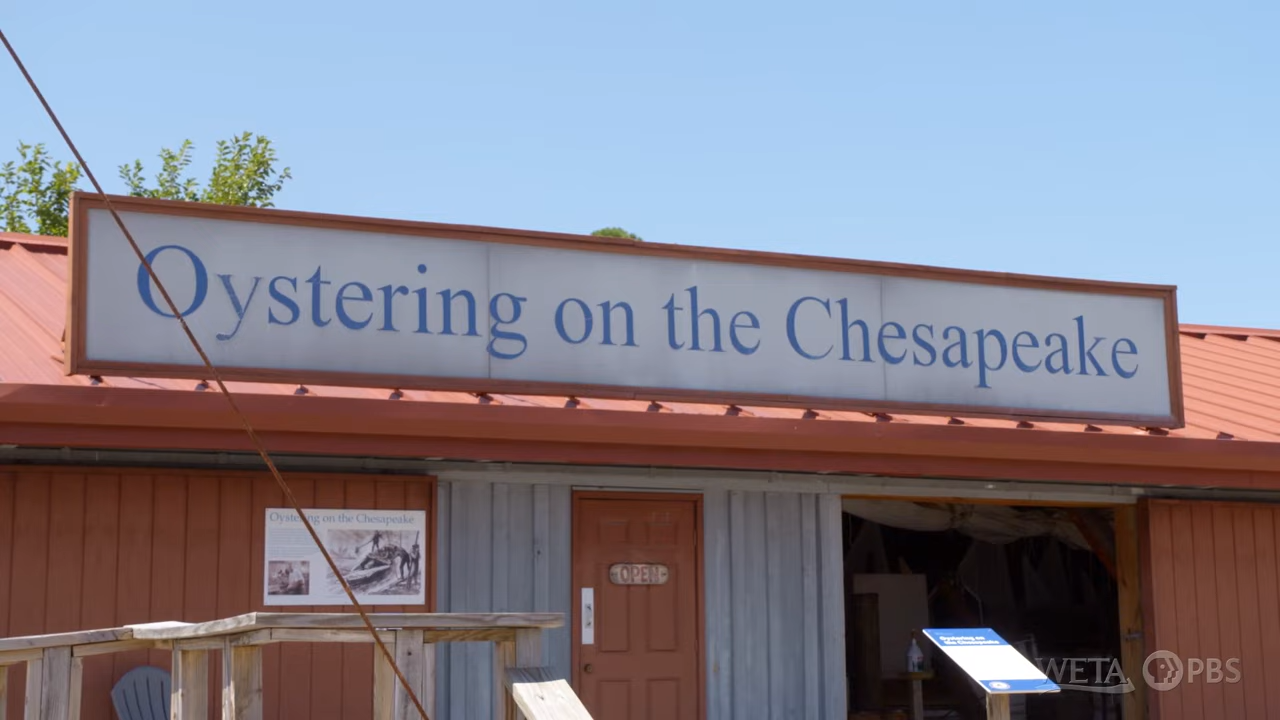 Oystering on the Chesapeake
Oystering on the Chesapeake
OPEN
Oystering on
the Chesapeake
WETA PBS